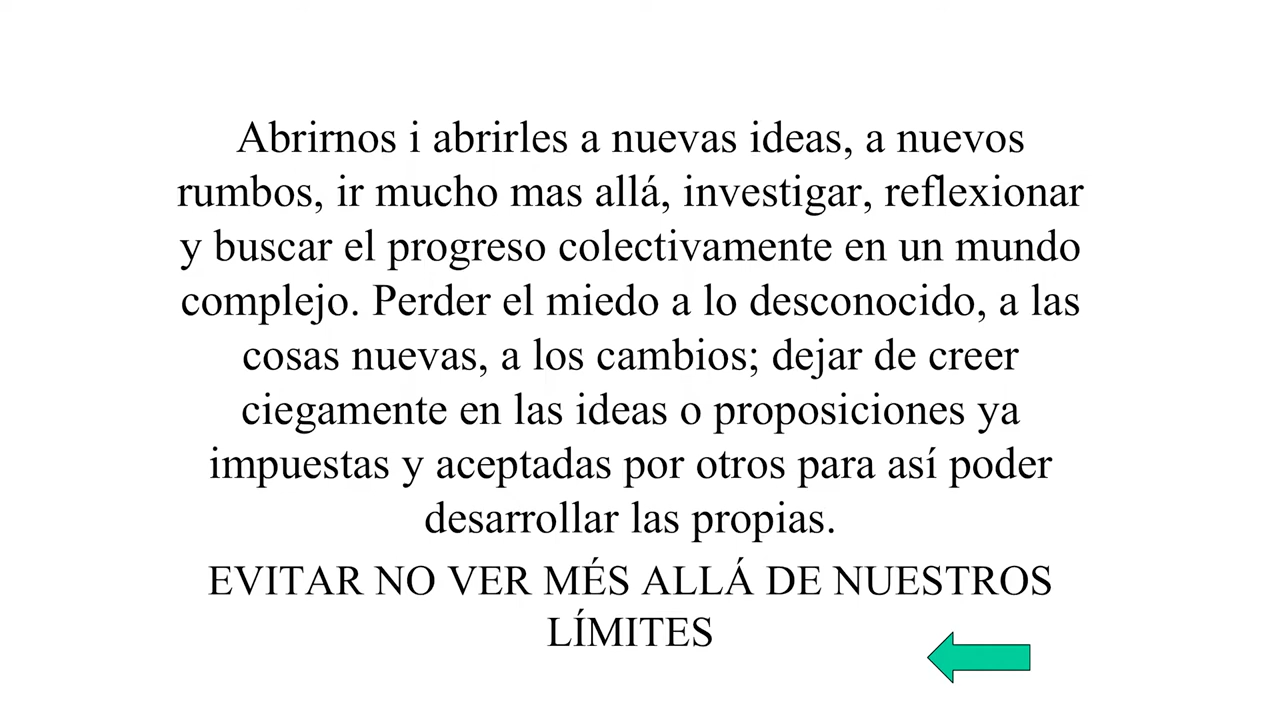 Abrirnos i abrirles a nuevas ideas, a nuevos
rumbos, ir mucho mas allá, investigar, reflexionar
y buscar el progreso colectivamente en un mundo
complejo. Perder el miedo a lo desconocido, a las
cosas nuevas, a los cambios; dejar de creer
ciegamente en las ideas o proposiciones ya
impuestas y aceptadas por otros para así poder
desarrollar las propias.
EVITAR NO VER MÉS ALLÁ DE NUESTROS
LÍMITES